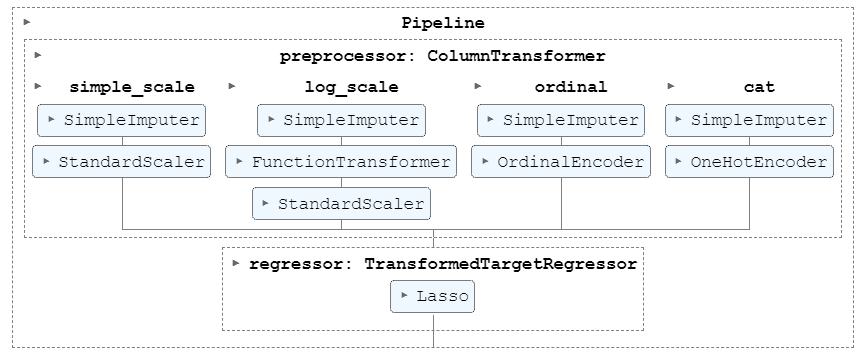 Pipeline
preprocessor: ColumnTransformer
simple_scale log_scale ordinal cat
SimpleImputer SimpleImputer SimpleImputer SimpleImputer
StandardScaler FunctionTransformer OrdinalEncoder OneHotEncoder
StandardScaler
regressor: TransformedTargetRegressor
Lasso